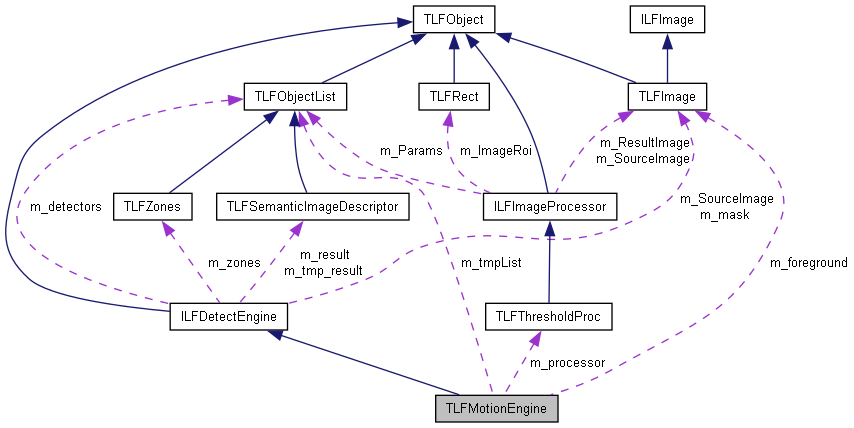 TLFObject
ILFImage
TLFObjectList
TLFRect
TLFImage
m_ResultImage
m_SourceImage
m_Params
m_ImageRoi
m_detectors
TLFZones
TLFSemanticImageDescriptor
ILFImageProcessor
m_SourceImage
m_mask
m_zones
m_result
m_tmp_result
m_tmpList
m_foreground
ILFDetectEngine
TLFThresholdProc
m_processor
TLFMotionEngine